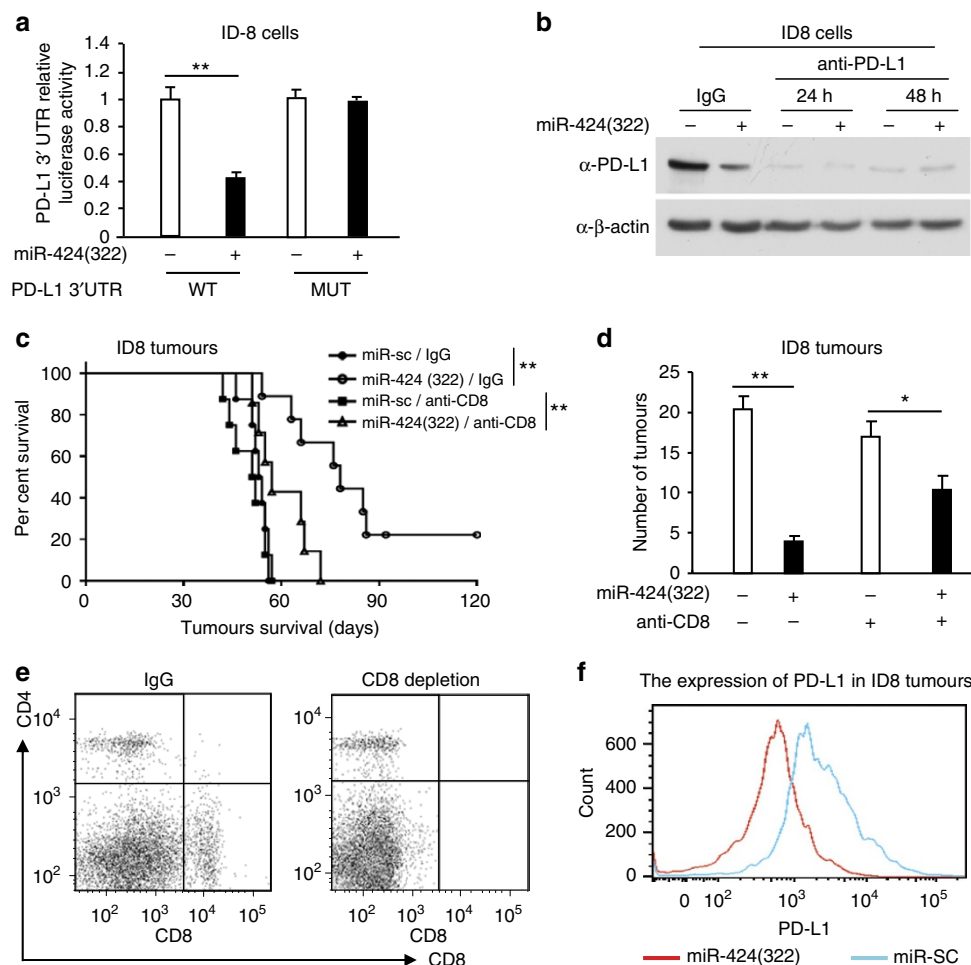 a
ID-8 cells
PD-L1 3′ UTR relative
luciferase activity
1.4
1.2
1
0.8
0.6
0.4
0.2
0
**
miR-424(322)
– + – +
PD-L1 3′UTR WT MUT
b
ID8 cells
anti-PD-L1
IgG 24 h 48 h
miR-424(322) – + – + – +
α-PD-L1
α-β-actin
c
ID8 tumours
miR-sc / IgG
miR-424 (322) / IgG
**
miR-sc / anti-CD8
miR-424(322) / anti-CD8
**
Per cent survival
100
80
60
40
20
0
0 30 60 90 120
Tumours survival (days)
d
ID8 tumours
Number of tumours
25
20
15
10
5
0
** *
miR-424(322) – + – +
anti-CD8 – – + +
e
IgG CD8 depletion
CD4
10⁴
10³
10²
10² 10³ 10⁴ 10⁵
CD8
10⁴
10³
10²
10² 10³ 10⁴ 10⁵
CD8
CD8
f
The expression of PD-L1 in ID8 tumours
Count
600
400
200
0
0 10² 10³ 10⁴ 10⁵
PD-L1
miR-424(322) miR-SC